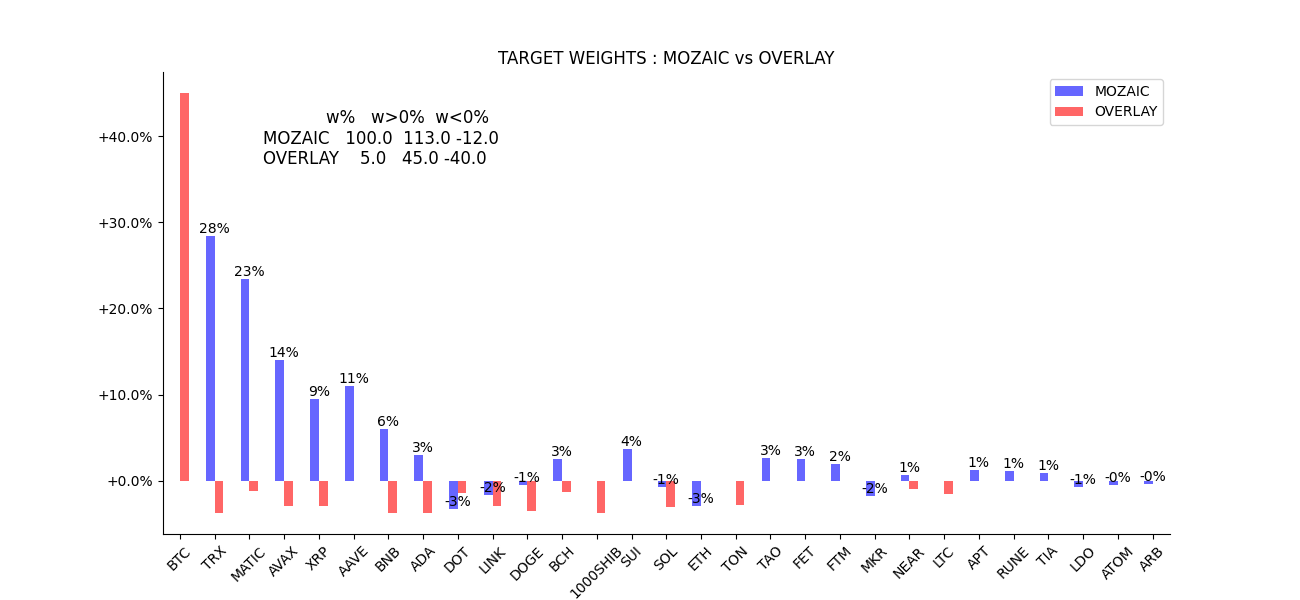 TARGET WEIGHTS : MOZAIC vs OVERLAY
MOZAIC
OVERLAY
w% w>0% w<0%
MOZAIC 100.0 113.0 -12.0
OVERLAY 5.0 45.0 -40.0
+40.0%
+30.0%
+20.0%
+10.0%
+0.0%
28%
23%
14%
9%
11%
6%
3%
-3%
-2%
-1%
3%
4%
-1%
-3%
3%
3%
2%
-2%
1%
1%
1%
1%
-1%
-0%
-0%
BTC
TRX
MATIC
AVAX
XRP
AAVE
BNB
ADA
DOT
LINK
DOGE
BCH
1000SHIB
SUI
SOL
ETH
TON
TAO
FET
FTM
MKR
NEAR
LTC
APT
RUNE
TIA
LDO
ATOM
ARB